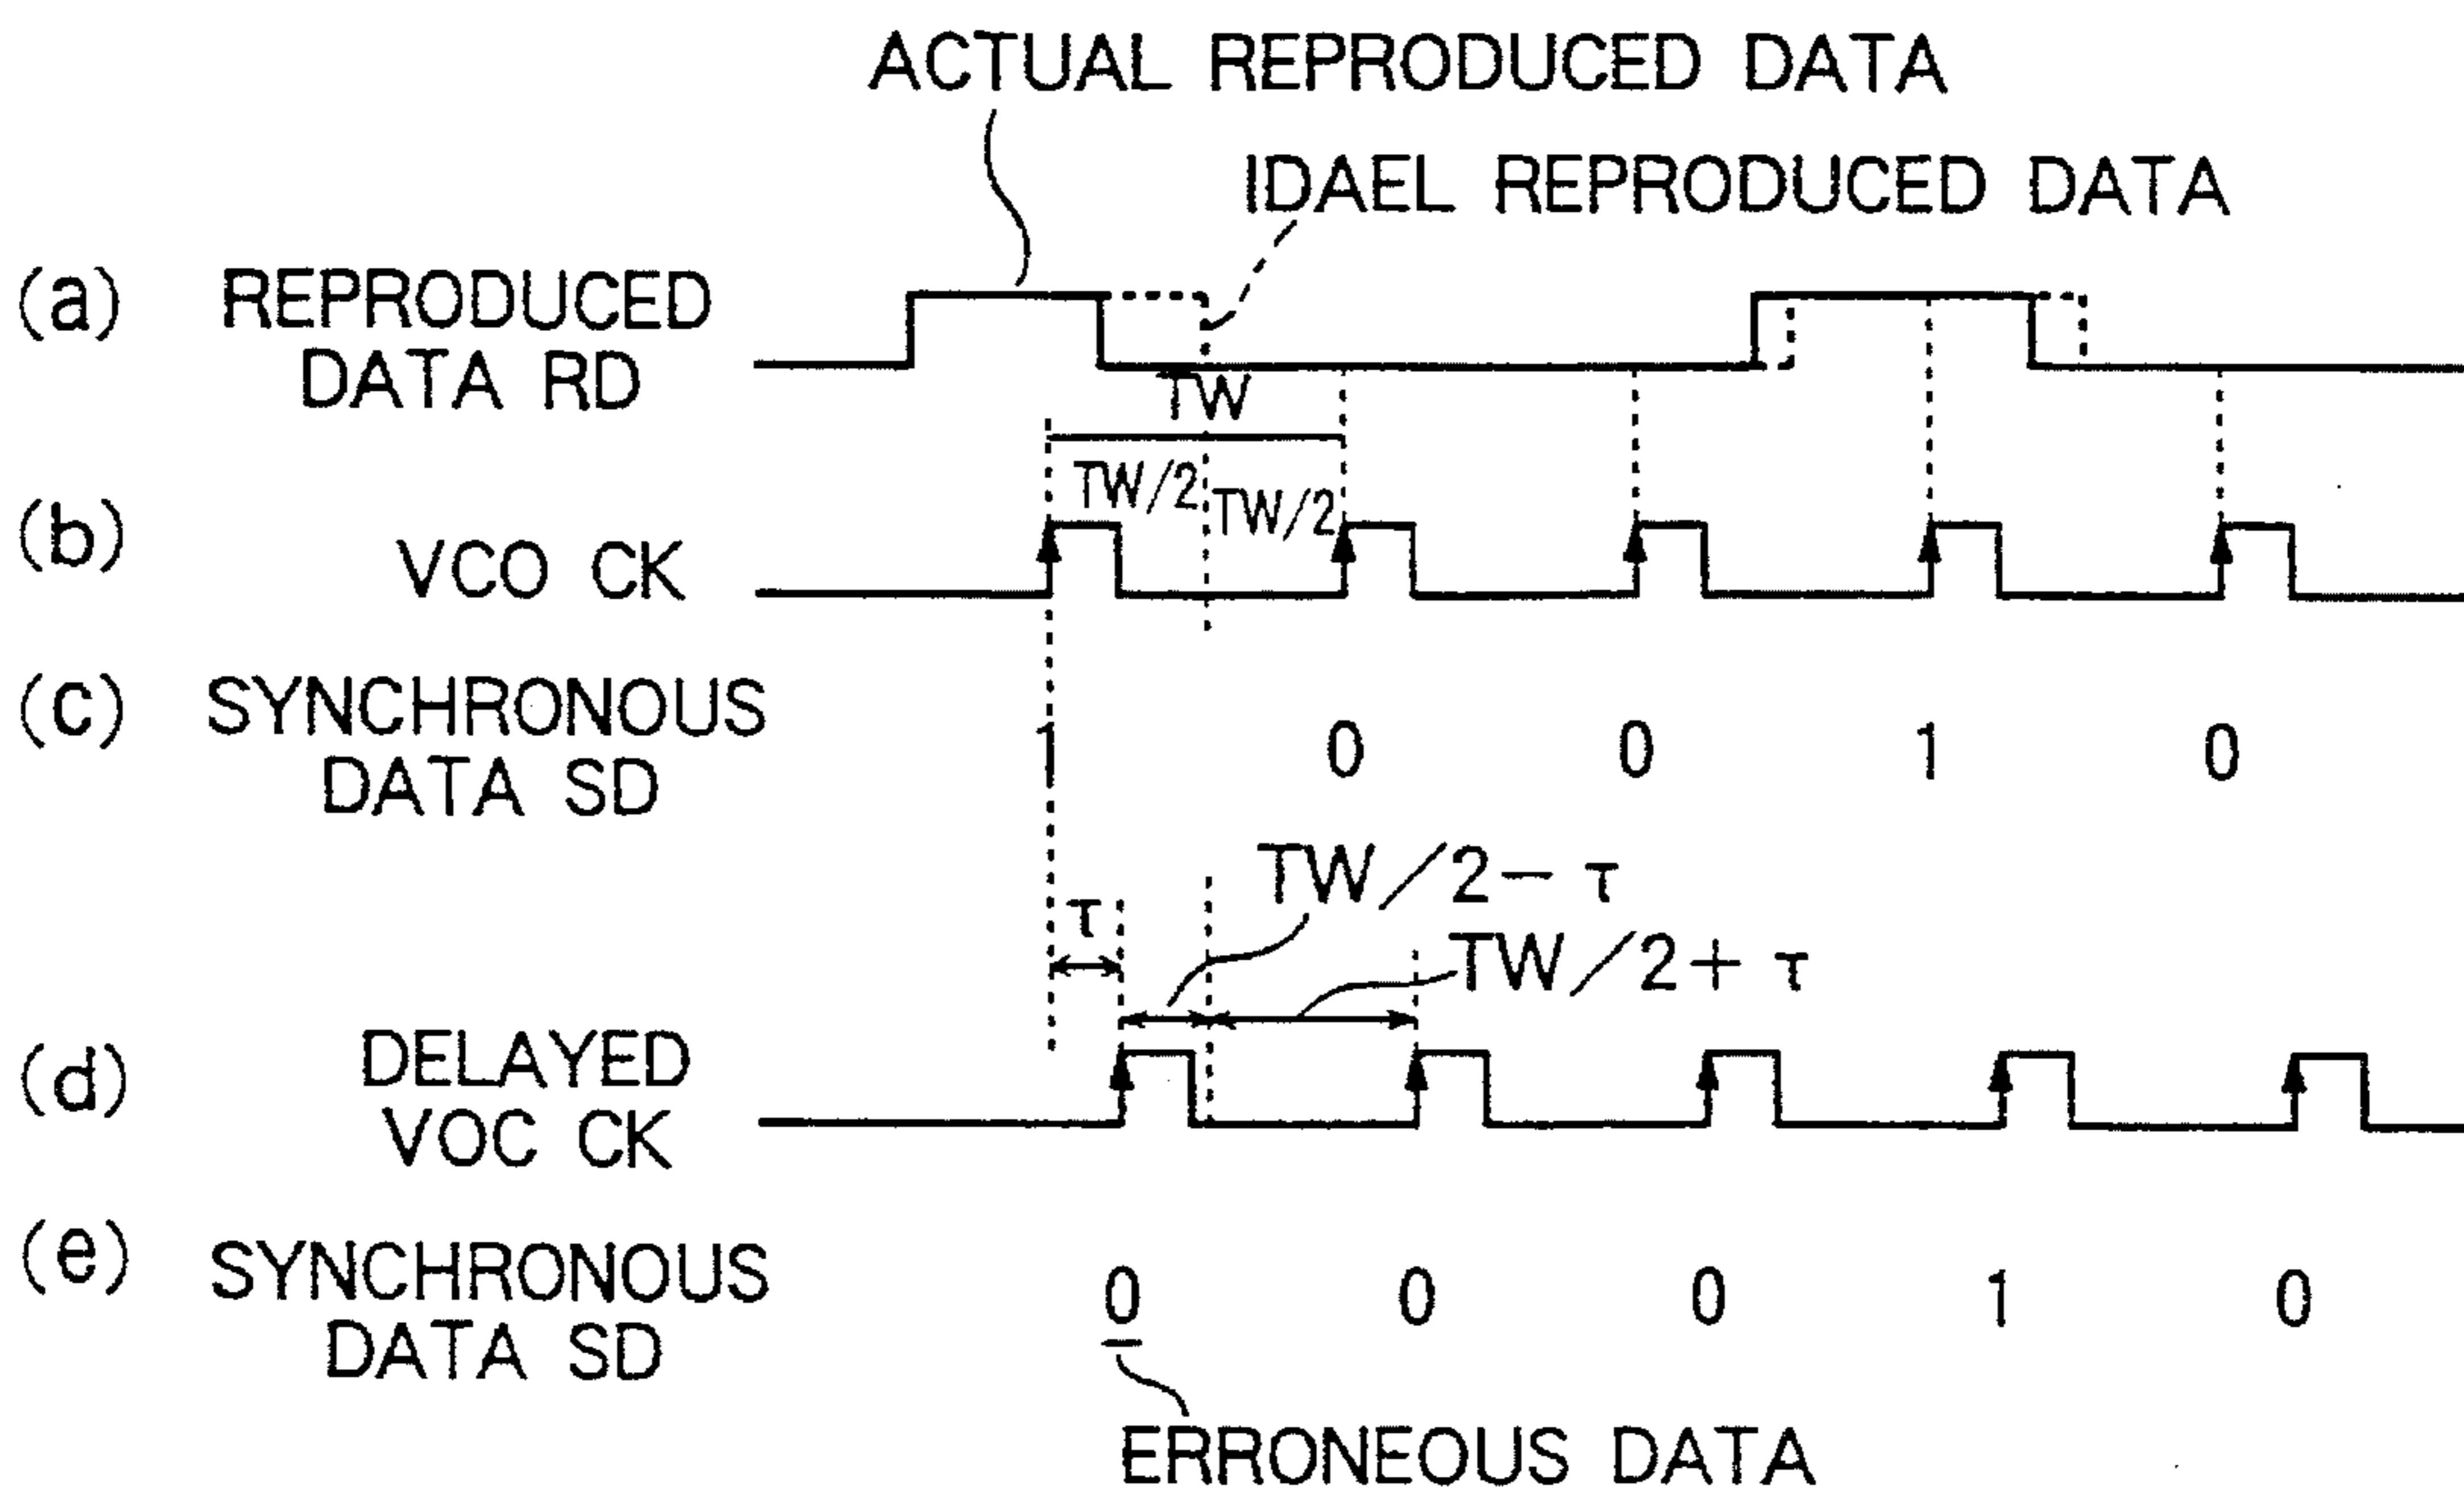 ACTUAL REPRODUCED DATA
IDAEL REPRODUCED DATA
(a) REPRODUCED
DATA RD
TW
TW/2 TW/2
(b) VCO CK
(c) SYNCHRONOUS
DATA SD
1 0 0 1 0
TW/2− τ
τ
TW/2+ τ
(d) DELAYED
VOC CK
(e) SYNCHRONOUS
DATA SD
0 0 0 1 0
ERRONEOUS DATA